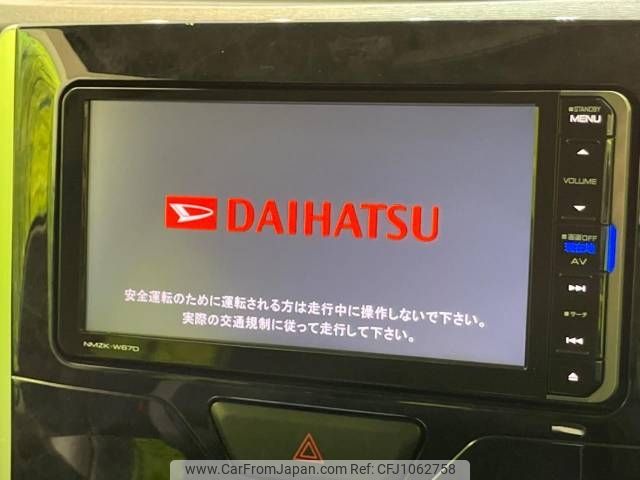 STANDBY
MENU
VOLUME
画面OFF
現在地
AV
サーチ
DAIHATSU
安全運転のために運転される方は走行中に操作しないで下さい。
実際の交通規制に従って走行して下さい。
NMZK-W67D
www.CarFromJapan.com | Ref No.CFJ1062758